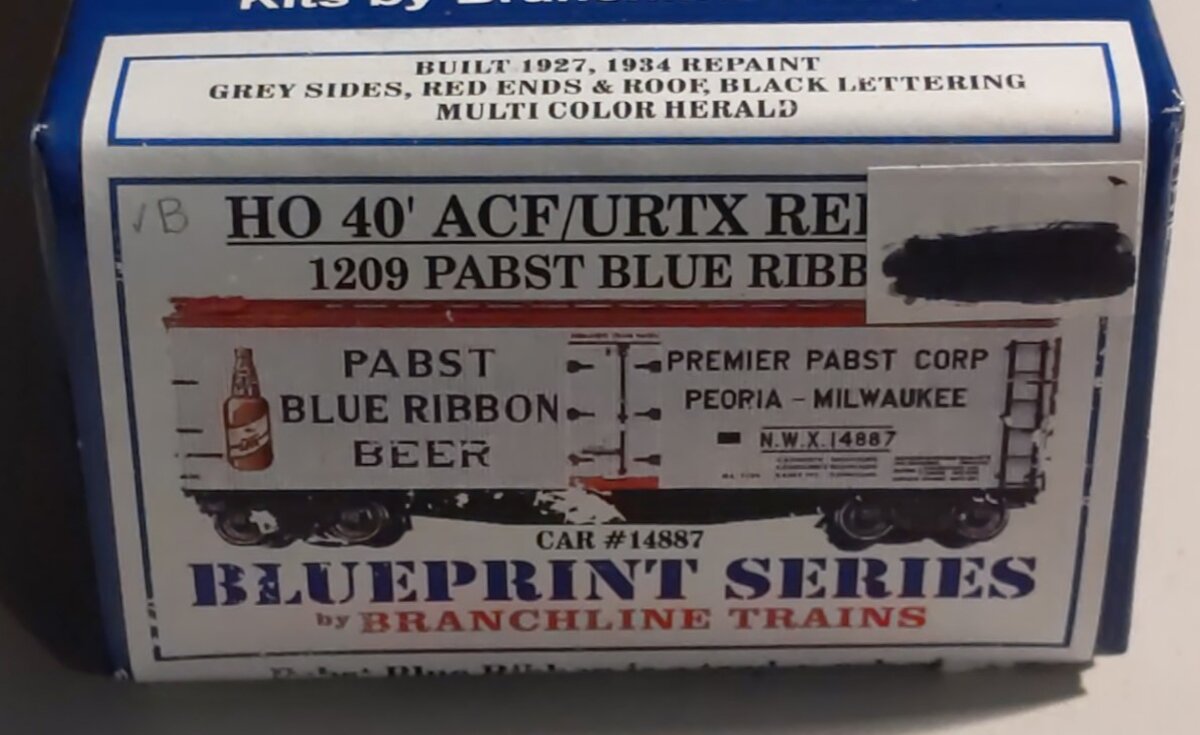 Kits by
BUILT 1927, 1934 REPAINT
GREY SIDES, RED ENDS & ROOF, BLACK LETTERING
MULTI COLOR HERALD
√B
HO 40' ACF/URTX RE
1209 PABST BLUE RIBB
PABST
BLUE RIBBON
BEER
PREMIER PABST CORP
PEORIA - MILWAUKEE
N.W.X.14887
CAR #14887
BLUEPRINT SERIES
by BRANCHLINE TRAINS